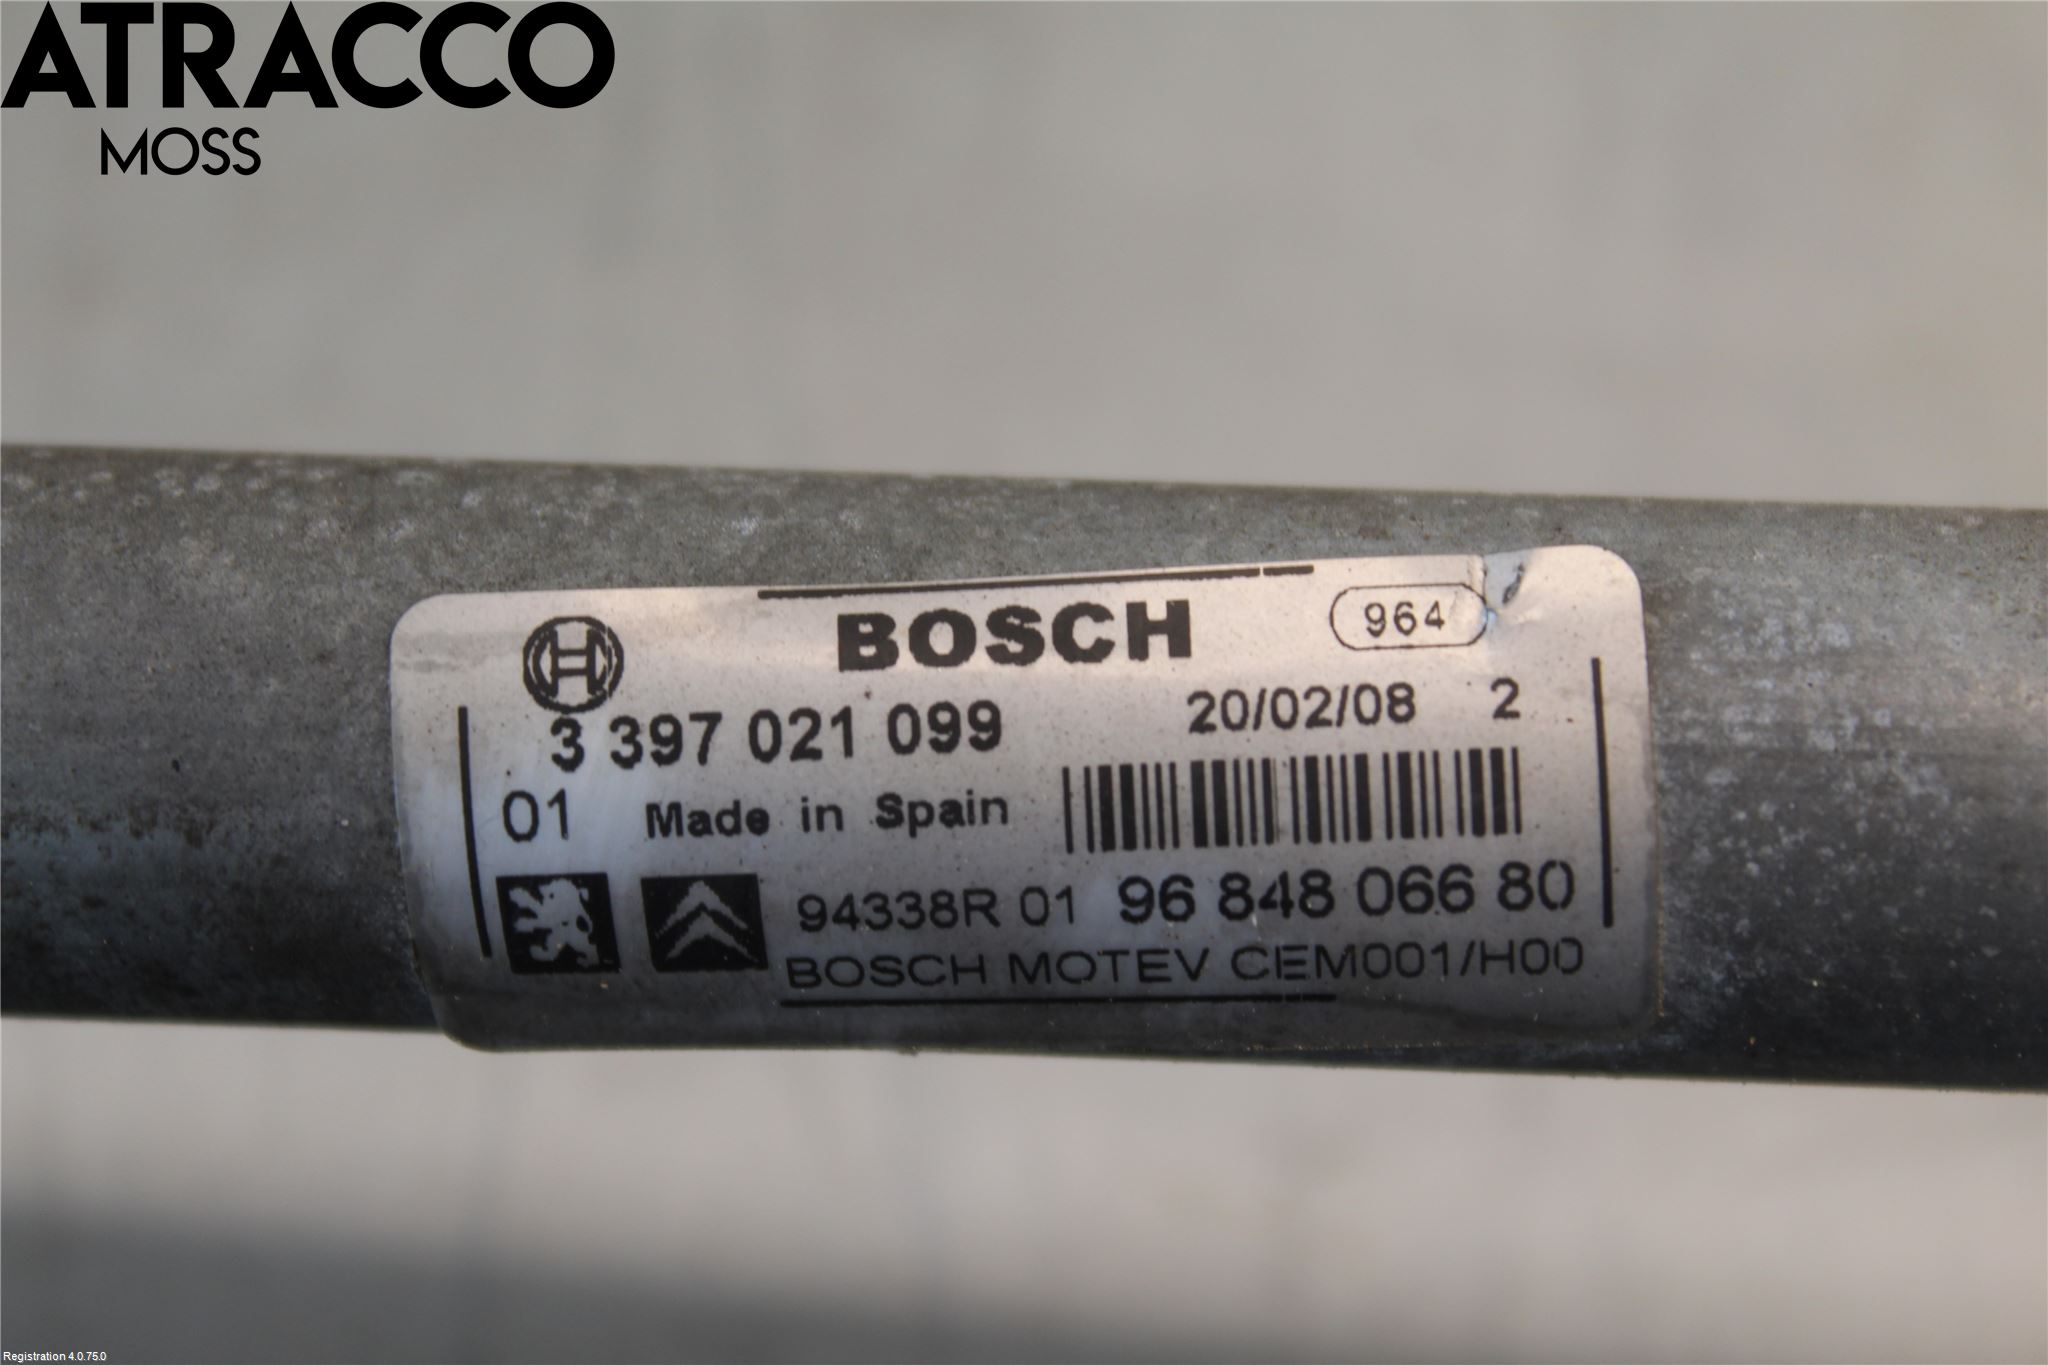 ATRACCO
MOSS
BOSCH
964
3 397 021 099
20/02/08 2
01 Made in Spain
94338R 01 96 848 066 80
BOSCH MOTEV CEM001/H00
Registration 4.0.75.0